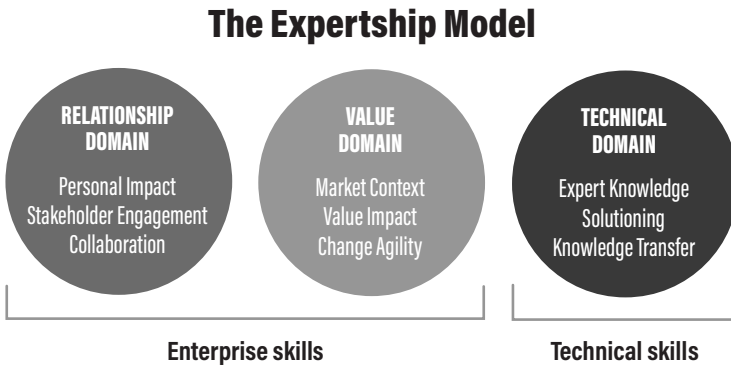 The Expertship Model
RELATIONSHIP
DOMAIN
Personal Impact
Stakeholder Engagement
Collaboration
VALUE
DOMAIN
Market Context
Value Impact
Change Agility
TECHNICAL
DOMAIN
Expert Knowledge
Solutioning
Knowledge Transfer
Enterprise skills
Technical skills